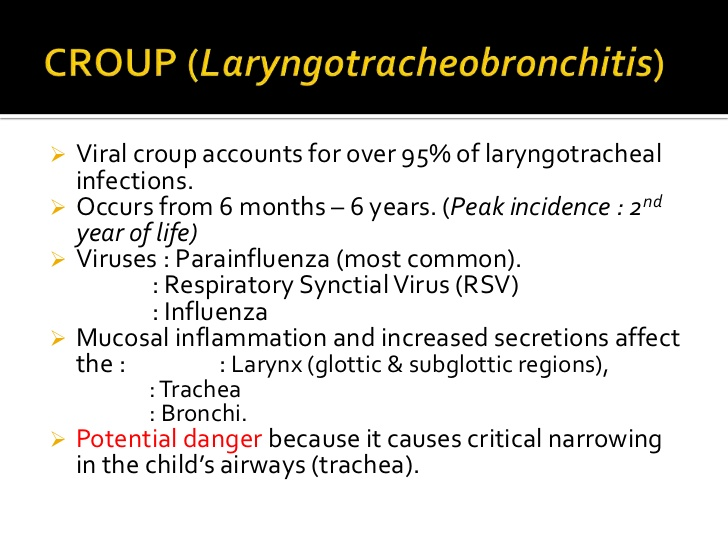 CROUP (Laryngotracheobronchitis)
➢ Viral croup accounts for over 95% of laryngotracheal
infections.
➢ Occurs from 6 months – 6 years. (Peak incidence : 2nd
year of life)
➢ Viruses : Parainfluenza (most common).
: Respiratory Synctial Virus (RSV)
: Influenza
➢ Mucosal inflammation and increased secretions affect
the : : Larynx (glottic & subglottic regions),
: Trachea
: Bronchi.
➢ Potential danger because it causes critical narrowing
in the child’s airways (trachea).